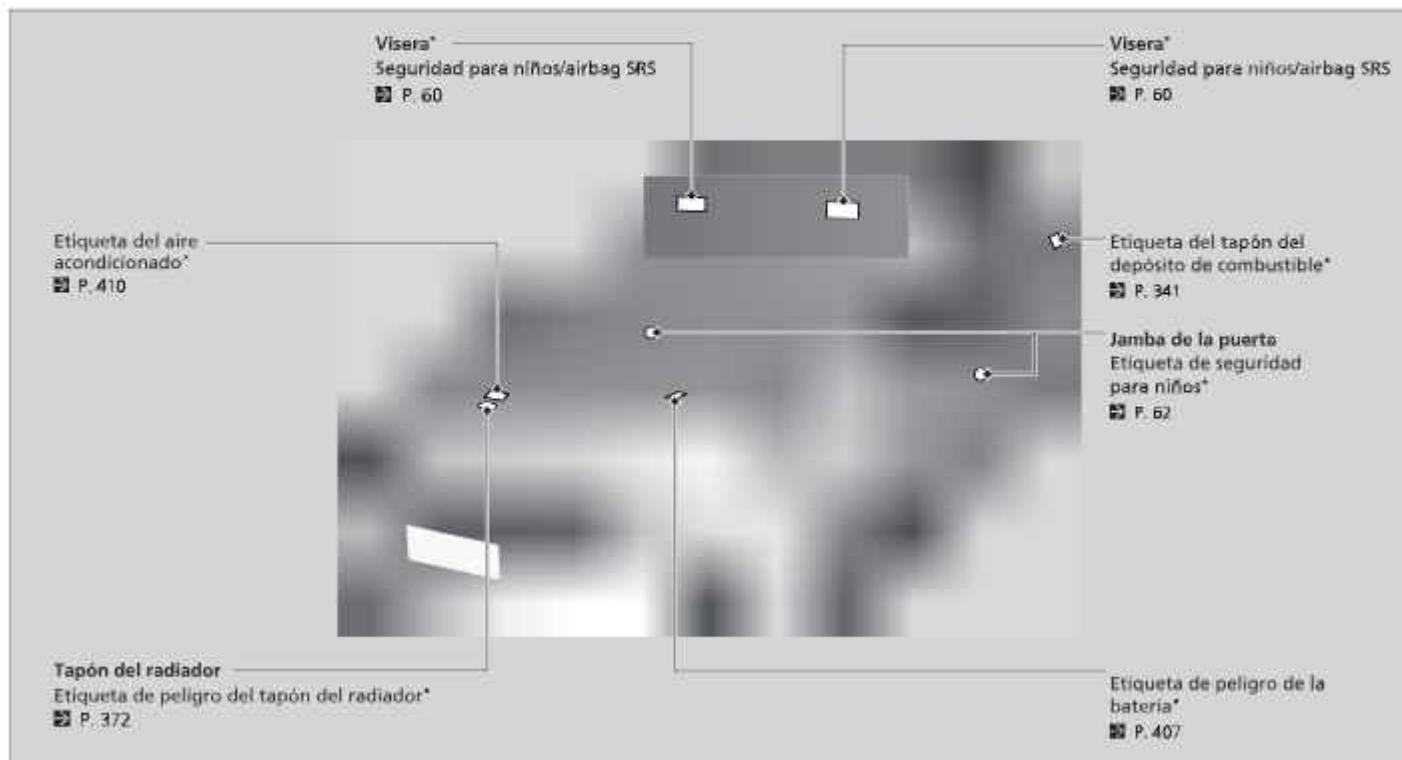 Visera*
Seguridad para niños/airbag SRS
P. 60
Visera*
Seguridad para niños/airbag SRS
P. 60
Etiqueta del aire
acondicionado*
P. 410
Etiqueta del tapón del
depósito de combustible*
P. 341
Jamba de la puerta
Etiqueta de seguridad
para niños*
P. 62
Tapón del radiador
Etiqueta de peligro del tapón del radiador*
P. 372
Etiqueta de peligro de la
batería*
P. 407